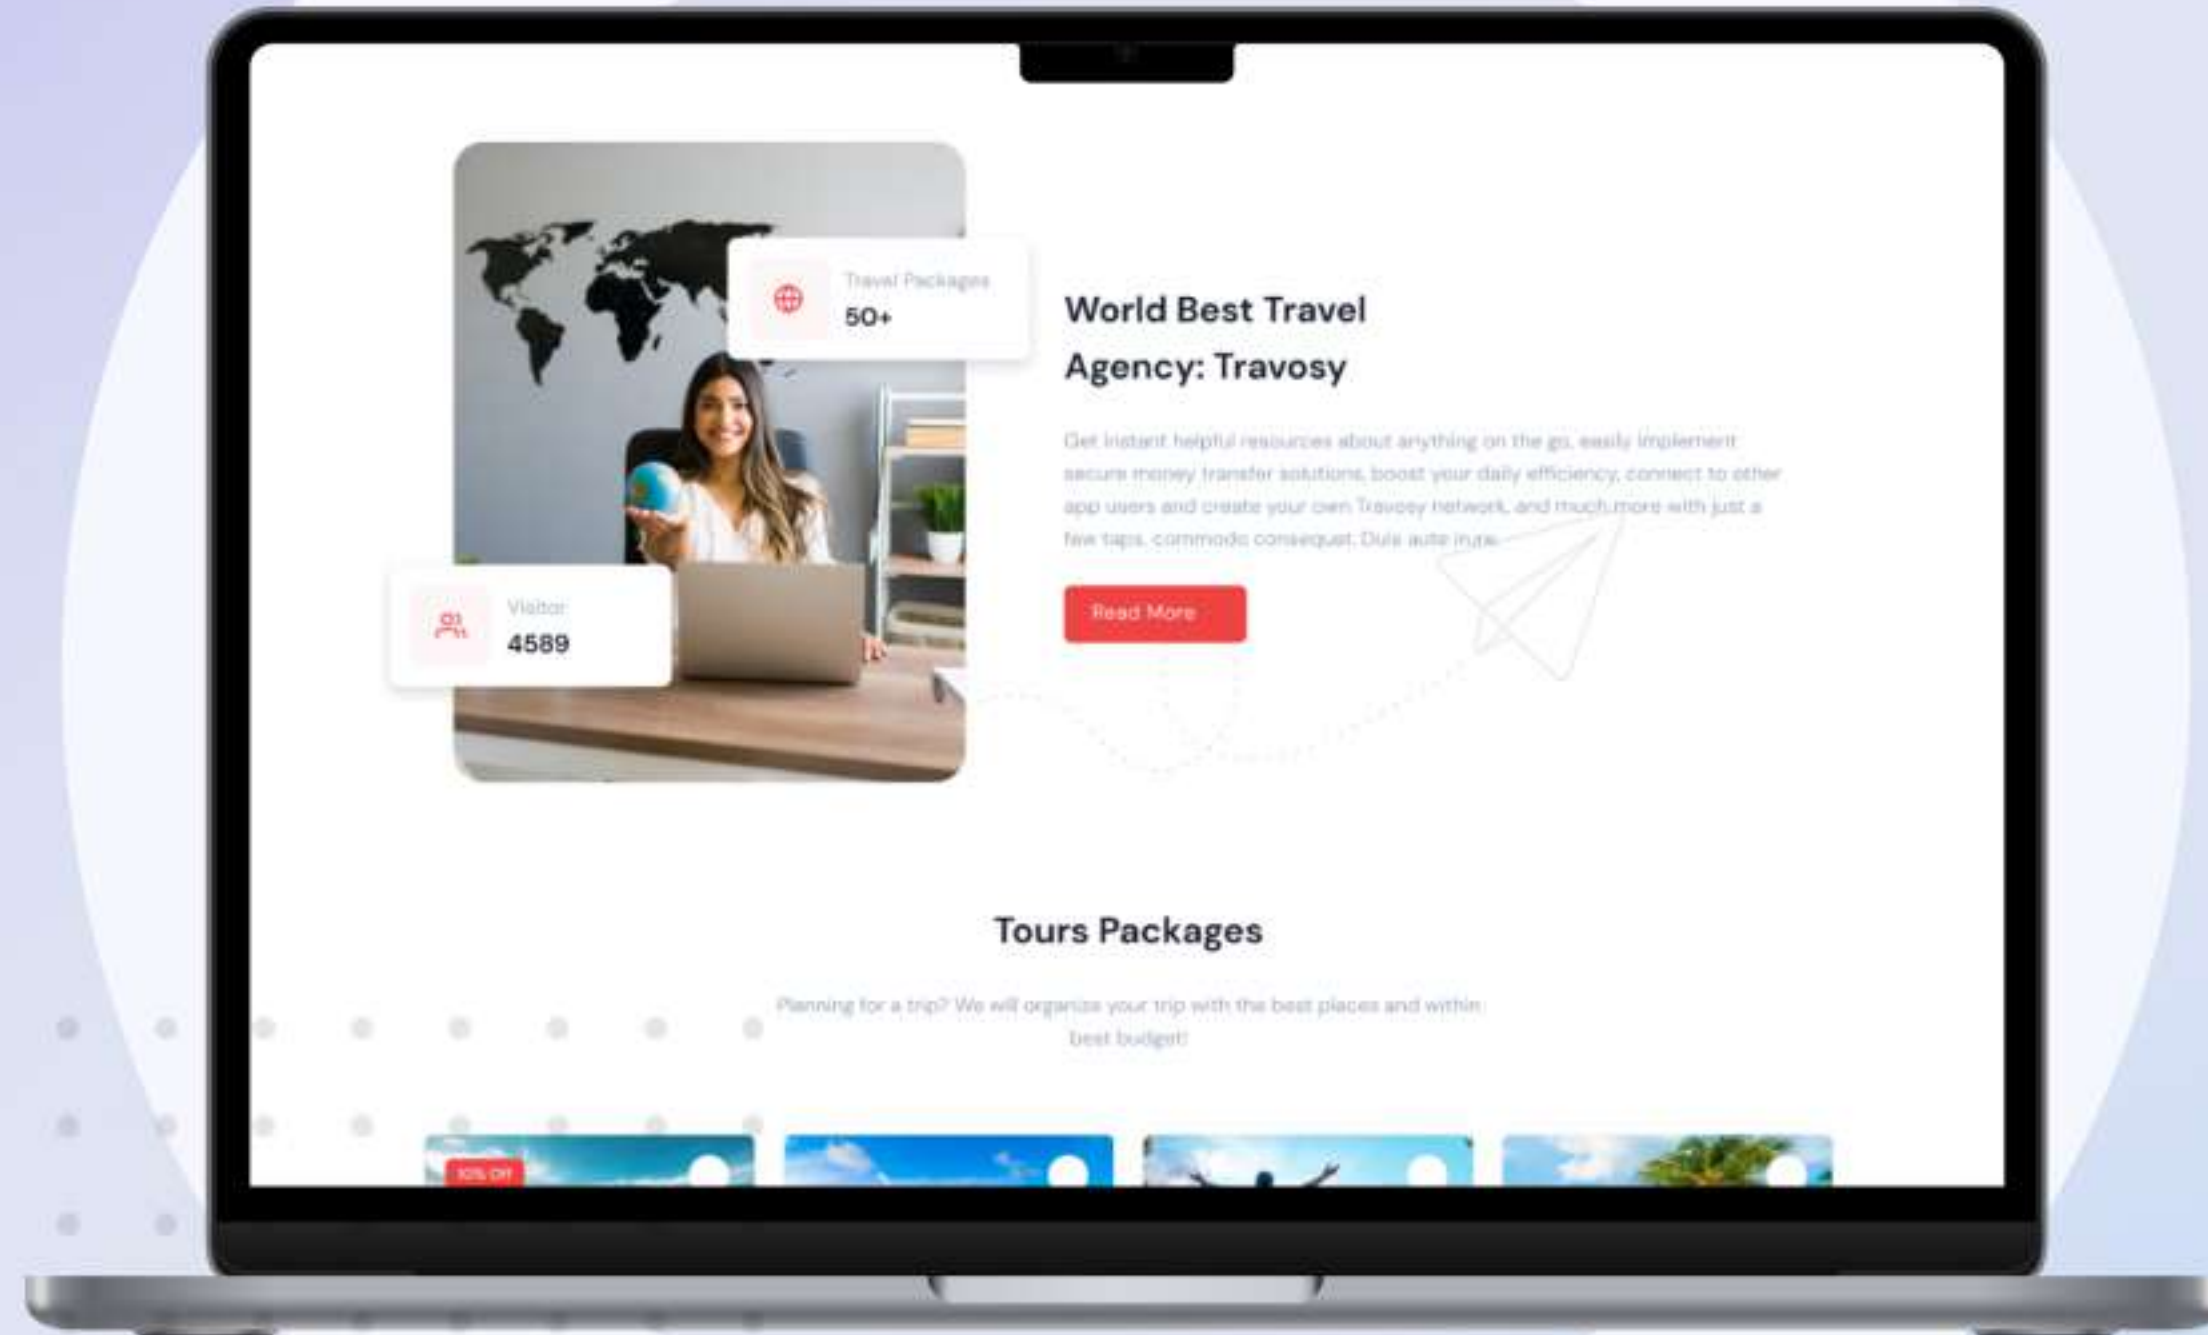 Travel Packages
50+
World Best Travel
Agency: Travosy
Get instant helpful resources about anything on the go, easily implement
secure money transfer solutions, boost your daily efficiency, connect to other
app users and create your own Travosy network, and much more with just a
few taps. commodo consequat. Duis aute irure.
Read More
Visitor
4589
Tours Packages
Planning for a trip? We will organize your trip with the best places and within
best budget!
10% Off